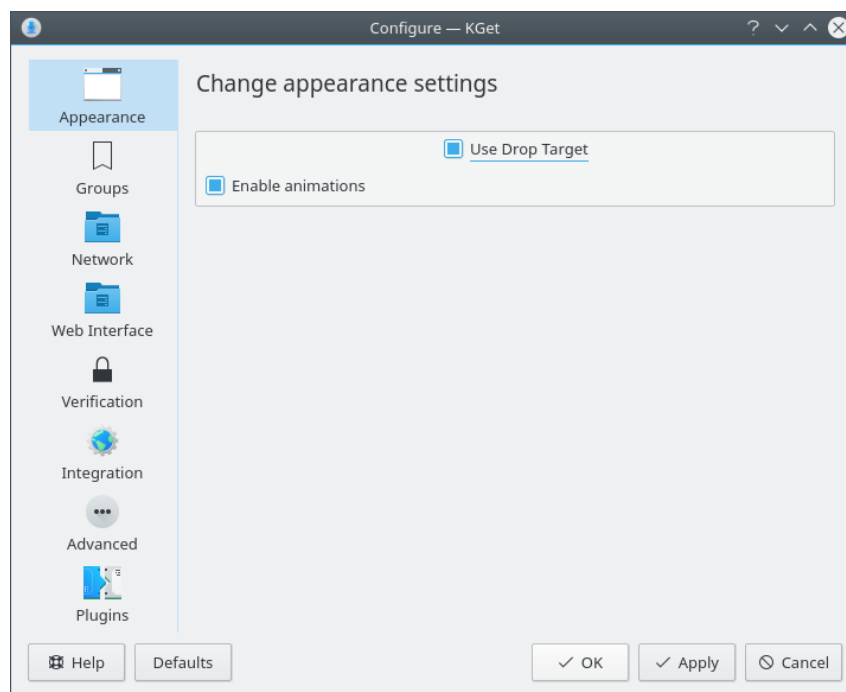 Configure — KGet
Appearance
Groups
Network
Web Interface
Verification
Integration
Advanced
Plugins
Change appearance settings
Use Drop Target
Enable animations
Help
Defaults
OK
Apply
Cancel